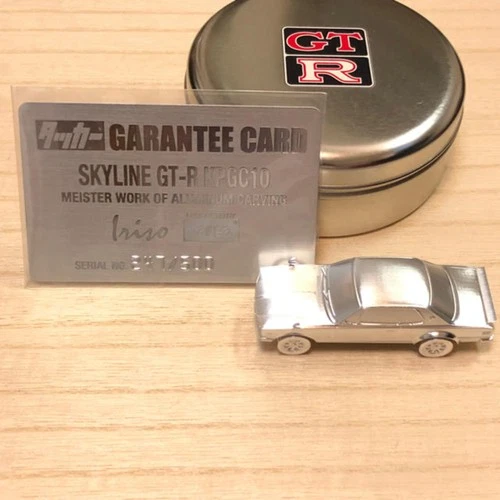 GT
R
タッカー GARANTEE CARD
SKYLINE GT-R KPGC10
MEISTER WORK OF ALUMINUM CARVING
Iriso
SERIAL NO. 347/500